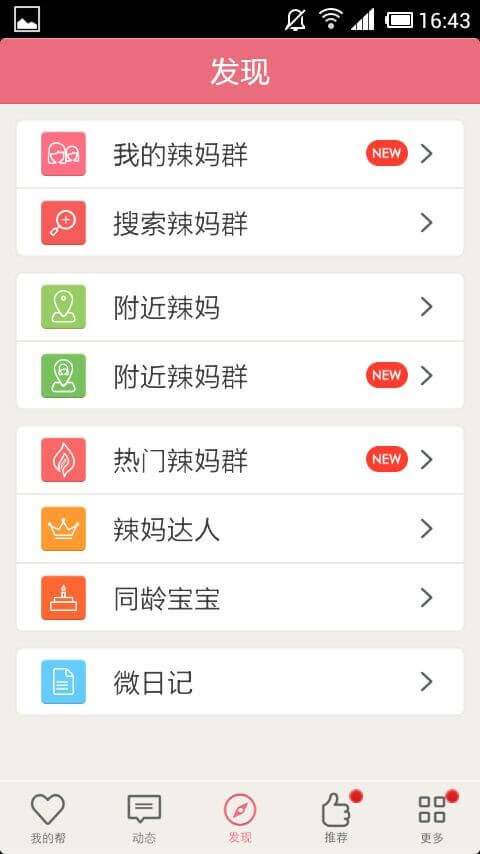 16:43
发现
我的辣妈群 NEW
搜索辣妈群
附近辣妈
附近辣妈群 NEW
热门辣妈群 NEW
辣妈达人
同龄宝宝
微日记
我的帮 动态 发现 推荐 更多